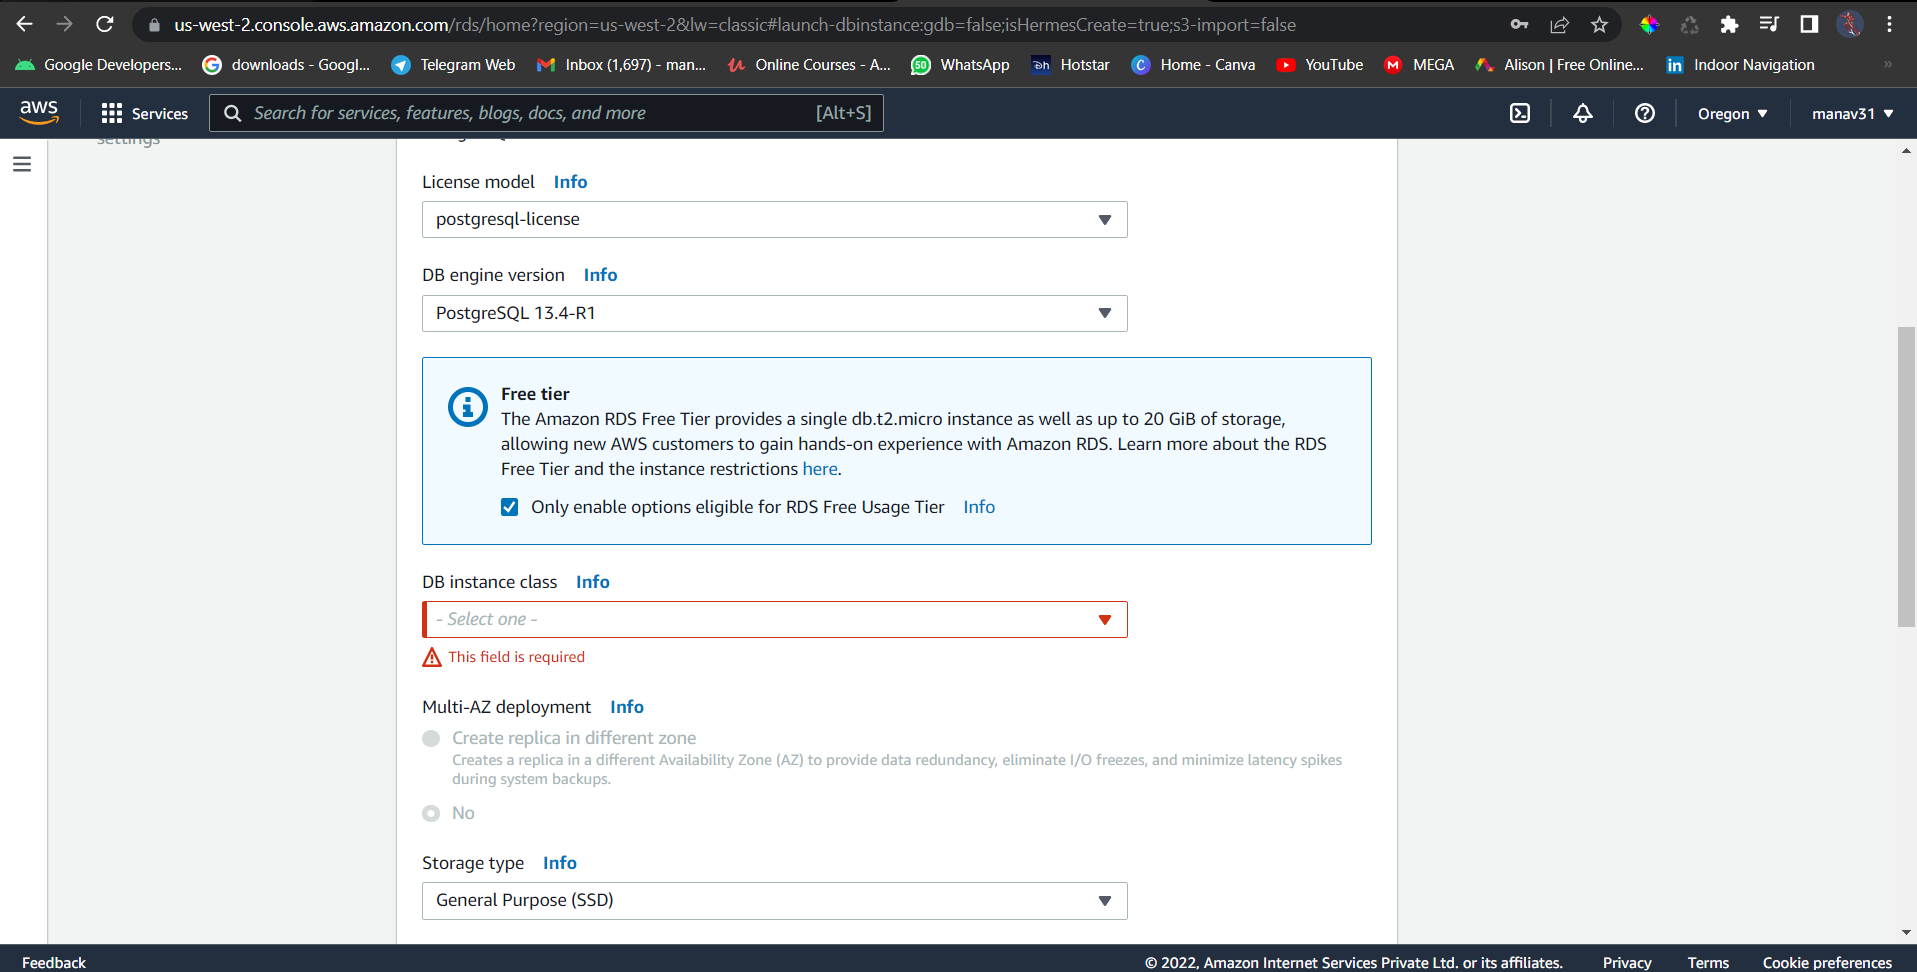 us-west-2.console.aws.amazon.com/rds/home?region=us-west-2&lw=classic#launch-dbinstance:gdb=false;isHermesCreate=true;s3-import=false
Google Developers... downloads - Googl... Telegram Web Inbox (1,697) - man... Online Courses - A... 50 WhatsApp Hotstar Home - Canva YouTube MEGA Alison | Free Online... Indoor Navigation »
aws Services Search for services, features, blogs, docs, and more [Alt+S] Oregon manav31
settings
License model Info
postgresql-license
DB engine version Info
PostgreSQL 13.4-R1
Free tier
The Amazon RDS Free Tier provides a single db.t2.micro instance as well as up to 20 GiB of storage,
allowing new AWS customers to gain hands-on experience with Amazon RDS. Learn more about the RDS
Free Tier and the instance restrictions here.
Only enable options eligible for RDS Free Usage Tier Info
DB instance class Info
- Select one -
This field is required
Multi-AZ deployment Info
Create replica in different zone
Creates a replica in a different Availability Zone (AZ) to provide data redundancy, eliminate I/O freezes, and minimize latency spikes
during system backups.
No
Storage type Info
General Purpose (SSD)
Feedback © 2022, Amazon Internet Services Private Ltd. or its affiliates. Privacy Terms Cookie preferences